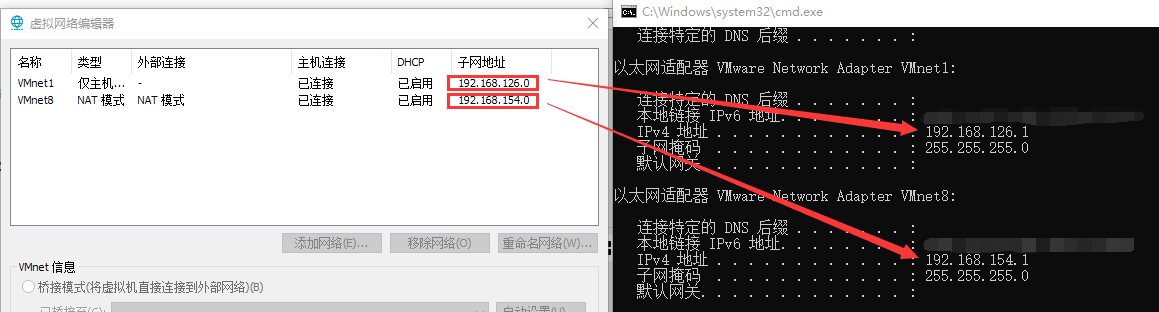 虚拟网络编辑器
名称 类型 外部连接 主机连接 DHCP 子网地址
VMnet1 仅主机... - 已连接 已启用 192.168.126.0
VMnet8 NAT 模式 NAT 模式 已连接 已启用 192.168.154.0
添加网络(E)... 移除网络(O) 重命名网络(W)...
VMnet 信息
桥接模式(将虚拟机直接连接到外部网络)(B)
已桥接至(G): 自动设置(U)...
C:\Windows\system32\cmd.exe
连接特定的 DNS 后缀 . . . . . . . :
以太网适配器 VMware Network Adapter VMnet1:
连接特定的 DNS 后缀 . . . . . . . :
本地链接 IPv6 地址. . . . . . . . :
IPv4 地址 . . . . . . . . . . . . : 192.168.126.1
子网掩码 . . . . . . . . . . . . : 255.255.255.0
默认网关. . . . . . . . . . . . . :
以太网适配器 VMware Network Adapter VMnet8:
连接特定的 DNS 后缀 . . . . . . . :
本地链接 IPv6 地址. . . . . . . . :
IPv4 地址 . . . . . . . . . . . . : 192.168.154.1
子网掩码 . . . . . . . . . . . . : 255.255.255.0
默认网关. . . . . . . . . . . . . :